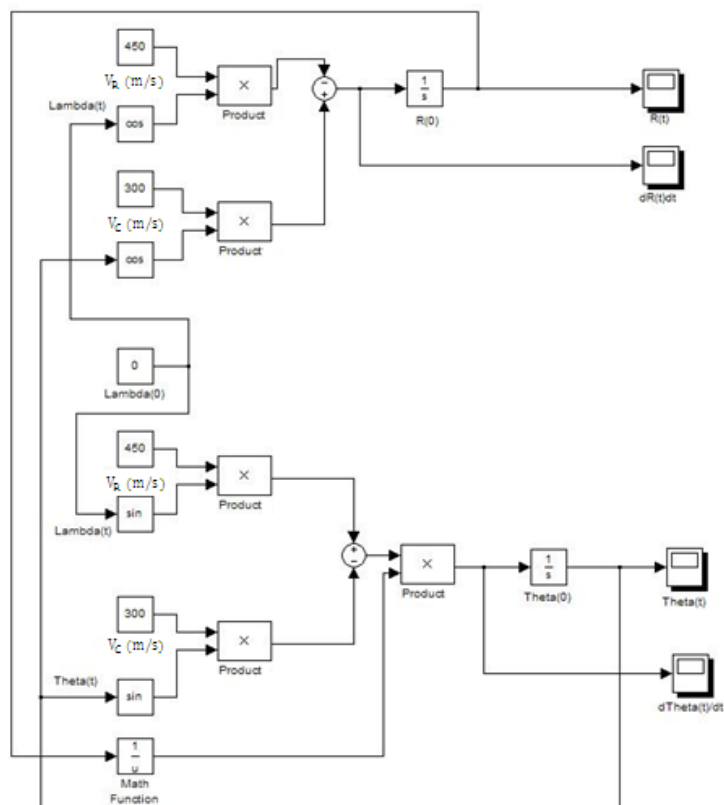 450
V_R (m/s)
Lambda(t)
cos
×
Product
−
+
1
s
R(0)
R(t)
dR(t)dt
300
V_C (m/s)
cos
×
Product
0
Lambda(0)
450
V_R (m/s)
Lambda(t)
sin
×
Product
+
−
×
Product
1
s
Theta(0)
Theta(t)
dTheta(t)/dt
300
V_C (m/s)
Theta(t)
sin
×
Product
1
u
Math
Function